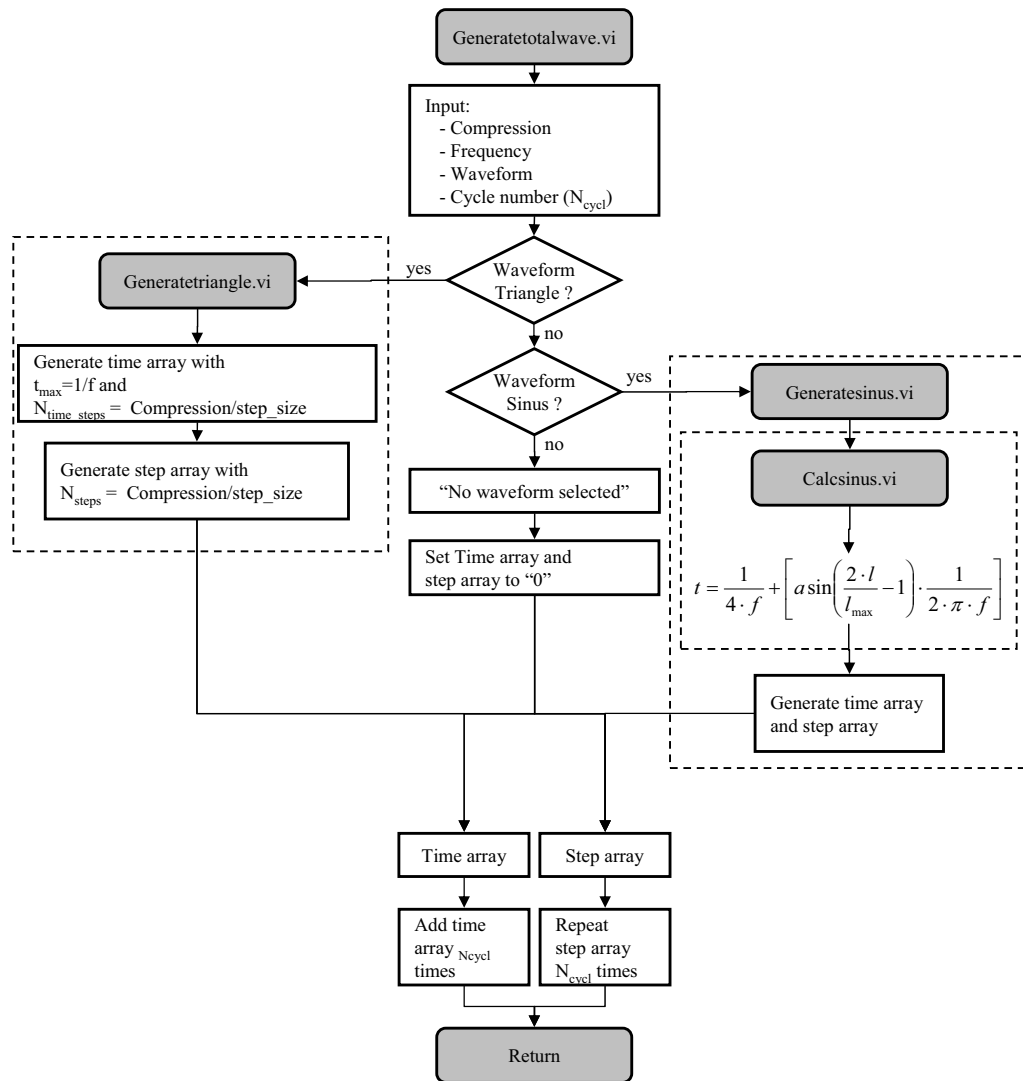 Generatetotalwave.vi
Input:
- Compression
- Frequency
- Waveform
- Cycle number (N_cycl)
Waveform
Triangle ?
yes
no
Generatetriangle.vi
Generate time array with
t_max=1/f and
N_time_steps = Compression/step_size
Generate step array with
N_steps = Compression/step_size
Waveform
Sinus ?
yes
no
Generatesinus.vi
Calcsinus.vi
t = 1/(4·f) + [a sin(2·l/l_max − 1) · 1/(2·π·f)]
Generate time array
and step array
“No waveform selected”
Set Time array and
step array to “0”
Time array
Step array
Add time
array Ncycl
times
Repeat
step array
N_cycl times
Return